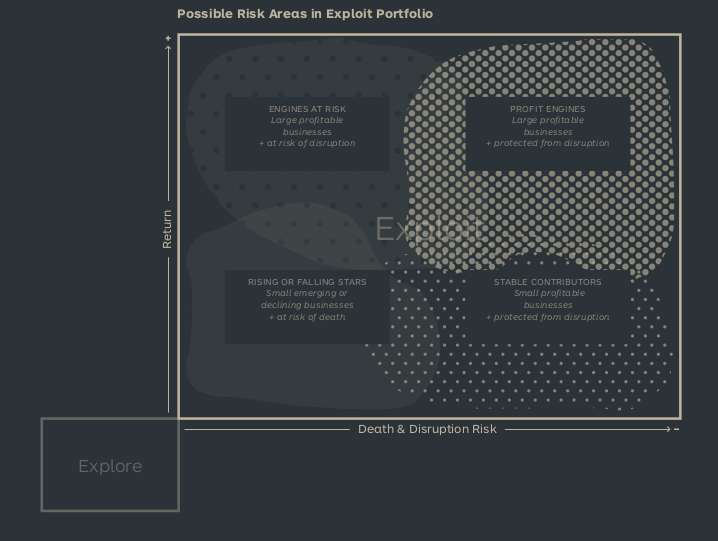 Possible Risk Areas in Exploit Portfolio
+
ENGINES AT RISK
Large profitable
businesses
+ at risk of disruption
PROFIT ENGINES
Large profitable
businesses
+ protected from disruption
Return
Exploit
RISING OR FALLING STARS
Small emerging or
declining businesses
+ at risk of death
STABLE CONTRIBUTORS
Small profitable
businesses
+ protected from disruption
Death & Disruption Risk
-
Explore